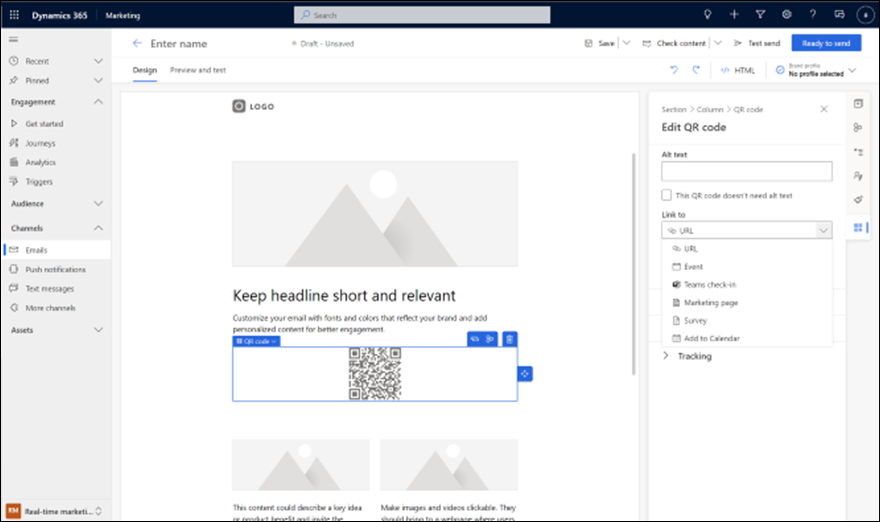 Dynamics 365 Marketing Search
Enter name Draft - Unsaved Save Check content Test send Ready to send
Design Preview and test HTML Brand profile
No profile selected
Recent
Pinned
Engagement
Get started
Journeys
Analytics
Triggers
Audience
Channels
Emails
Push notifications
Text messages
More channels
Assets
RM Real-time marketi...
LOGO
Keep headline short and relevant
Customize your email with fonts and colors that reflect your brand and add
personalized content for better engagement.
QR code
This content could describe a key idea
or product benefit and invite the
Make images and videos clickable. They
should bring to a webpage where users
Section > Column > QR code
Edit QR code
Alt text
This QR code doesn't need alt text
Link to
URL
URL
Event
Teams check-in
Marketing page
Survey
Add to Calendar
Tracking